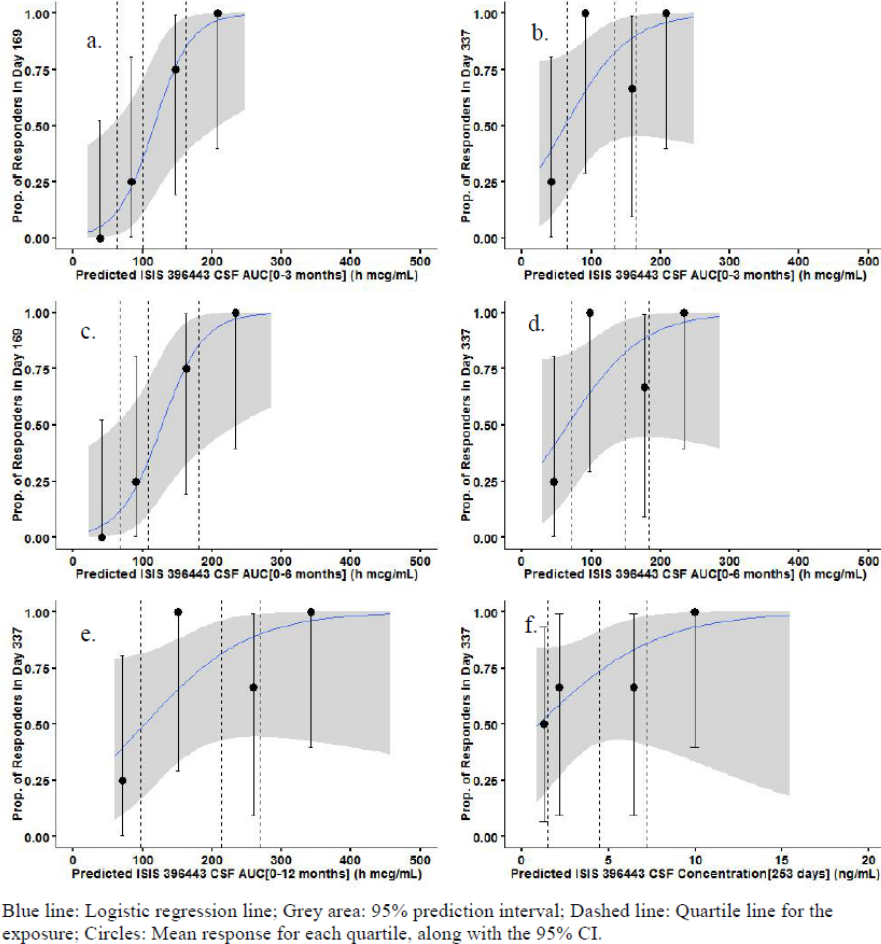 a.
1.00
0.75
0.50
0.25
0.00
Prop. of Responders in Day 169
0 100 200 300 400 500
Predicted ISIS 396443 CSF AUC[0-3 months] (h mcg/mL)
b.
1.00
0.75
0.50
0.25
0.00
Prop. of Responders in Day 337
0 100 200 300 400 500
Predicted ISIS 396443 CSF AUC[0-3 months] (h mcg/mL)
c.
1.00
0.75
0.50
0.25
0.00
Prop. of Responders in Day 169
0 100 200 300 400 500
Predicted ISIS 396443 CSF AUC[0-6 months] (h mcg/mL)
d.
1.00
0.75
0.50
0.25
0.00
Prop. of Responders in Day 337
0 100 200 300 400 500
Predicted ISIS 396443 CSF AUC[0-6 months] (h mcg/mL)
e.
1.00
0.75
0.50
0.25
0.00
Prop. of Responders in Day 337
0 100 200 300 400 500
Predicted ISIS 396443 CSF AUC[0-12 months] (h mcg/mL)
f.
1.00
0.75
0.50
0.25
0.00
Prop. of Responders in Day 337
0 5 10 15 20
Predicted ISIS 396443 CSF Concentration[253 days] (ng/mL)
Blue line: Logistic regression line; Grey area: 95% prediction interval; Dashed line: Quartile line for the
exposure; Circles: Mean response for each quartile, along with the 95% CI.